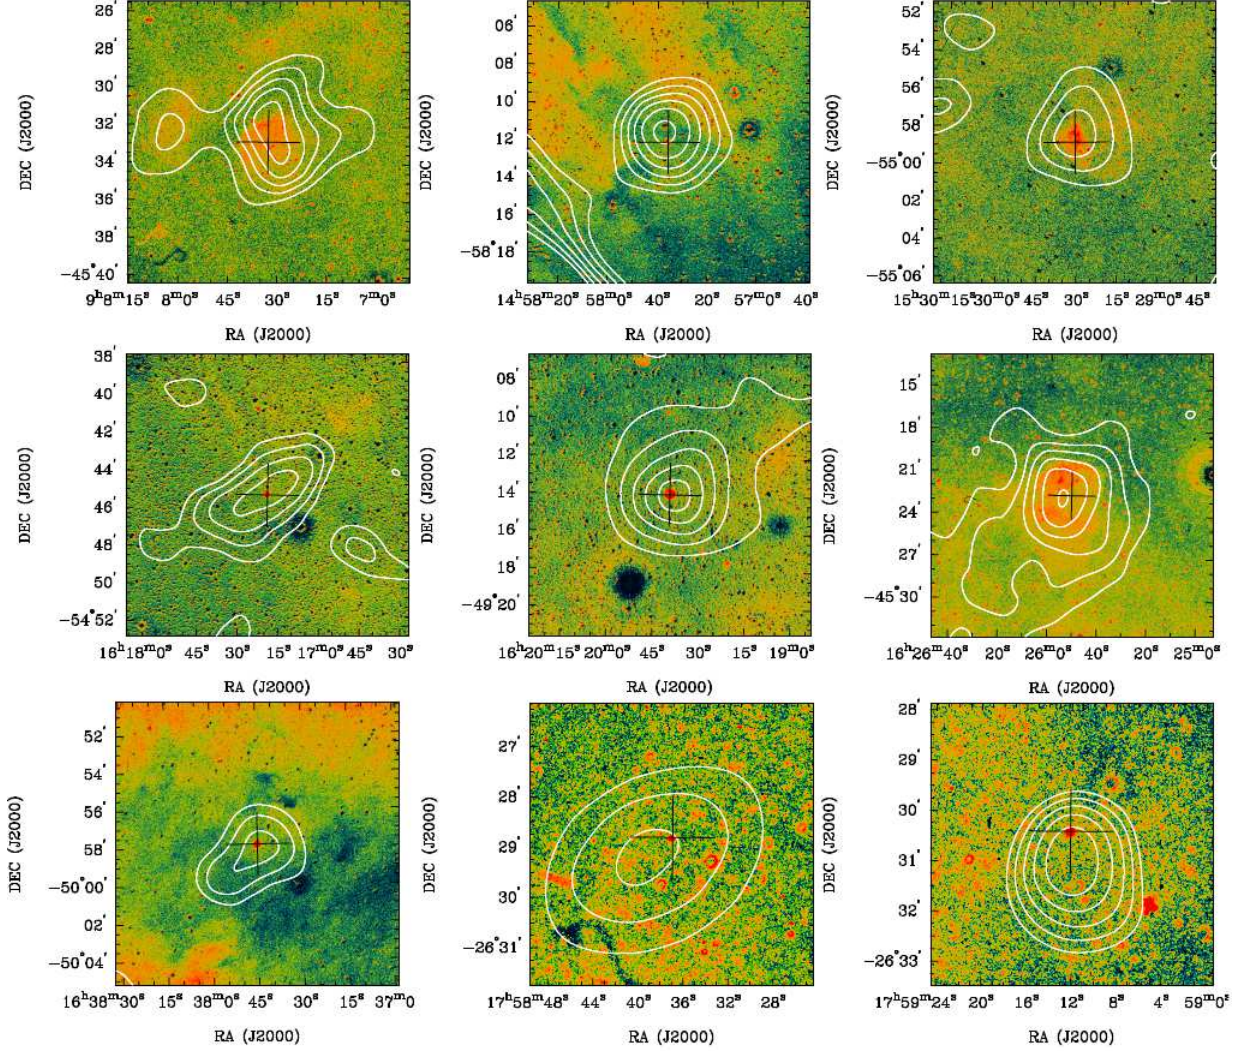 DEC (J2000)
26'
28'
30'
32'
34'
36'
38'
−45°40'
9ʰ8ᵐ15ˢ 8ᵐ0ˢ 45ˢ 30ˢ 15ˢ 7ᵐ0ˢ
RA (J2000)
DEC (J2000)
06'
08'
10'
12'
14'
16'
−58°18'
14ʰ58ᵐ20ˢ 58ᵐ0ˢ 40ˢ 20ˢ 57ᵐ0ˢ 40ˢ
RA (J2000)
DEC (J2000)
52'
54'
56'
58'
−55°00'
02'
04'
−55°06'
15ʰ30ᵐ15ˢ 30ᵐ0ˢ 45ˢ 30ˢ 15ˢ 29ᵐ0ˢ 45ˢ
RA (J2000)
DEC (J2000)
38'
40'
42'
44'
46'
48'
50'
−54°52'
16ʰ18ᵐ0ˢ 45ˢ 30ˢ 15ˢ 17ᵐ0ˢ 45ˢ 30ˢ
RA (J2000)
DEC (J2000)
08'
10'
12'
14'
16'
18'
−49°20'
16ʰ20ᵐ15ˢ 20ᵐ0ˢ 45ˢ 30ˢ 15ˢ 19ᵐ0ˢ
RA (J2000)
DEC (J2000)
15'
18'
21'
24'
27'
−45°30'
16ʰ26ᵐ40ˢ 20ˢ 26ᵐ0ˢ 40ˢ 20ˢ 25ᵐ0ˢ
RA (J2000)
DEC (J2000)
52'
54'
56'
58'
−50°00'
02'
−50°04'
16ʰ38ᵐ30ˢ 15ˢ 38ᵐ0ˢ 45ˢ 30ˢ 15ˢ 37ᵐ0
RA (J2000)
DEC (J2000)
27'
28'
29'
30'
−26°31'
17ʰ58ᵐ48ˢ 44ˢ 40ˢ 36ˢ 32ˢ 28ˢ
RA (J2000)
DEC (J2000)
28'
29'
30'
31'
32'
−26°33'
17ʰ59ᵐ24ˢ 20ˢ 16ˢ 12ˢ 8ˢ 4ˢ 59ᵐ0ˢ
RA (J2000)